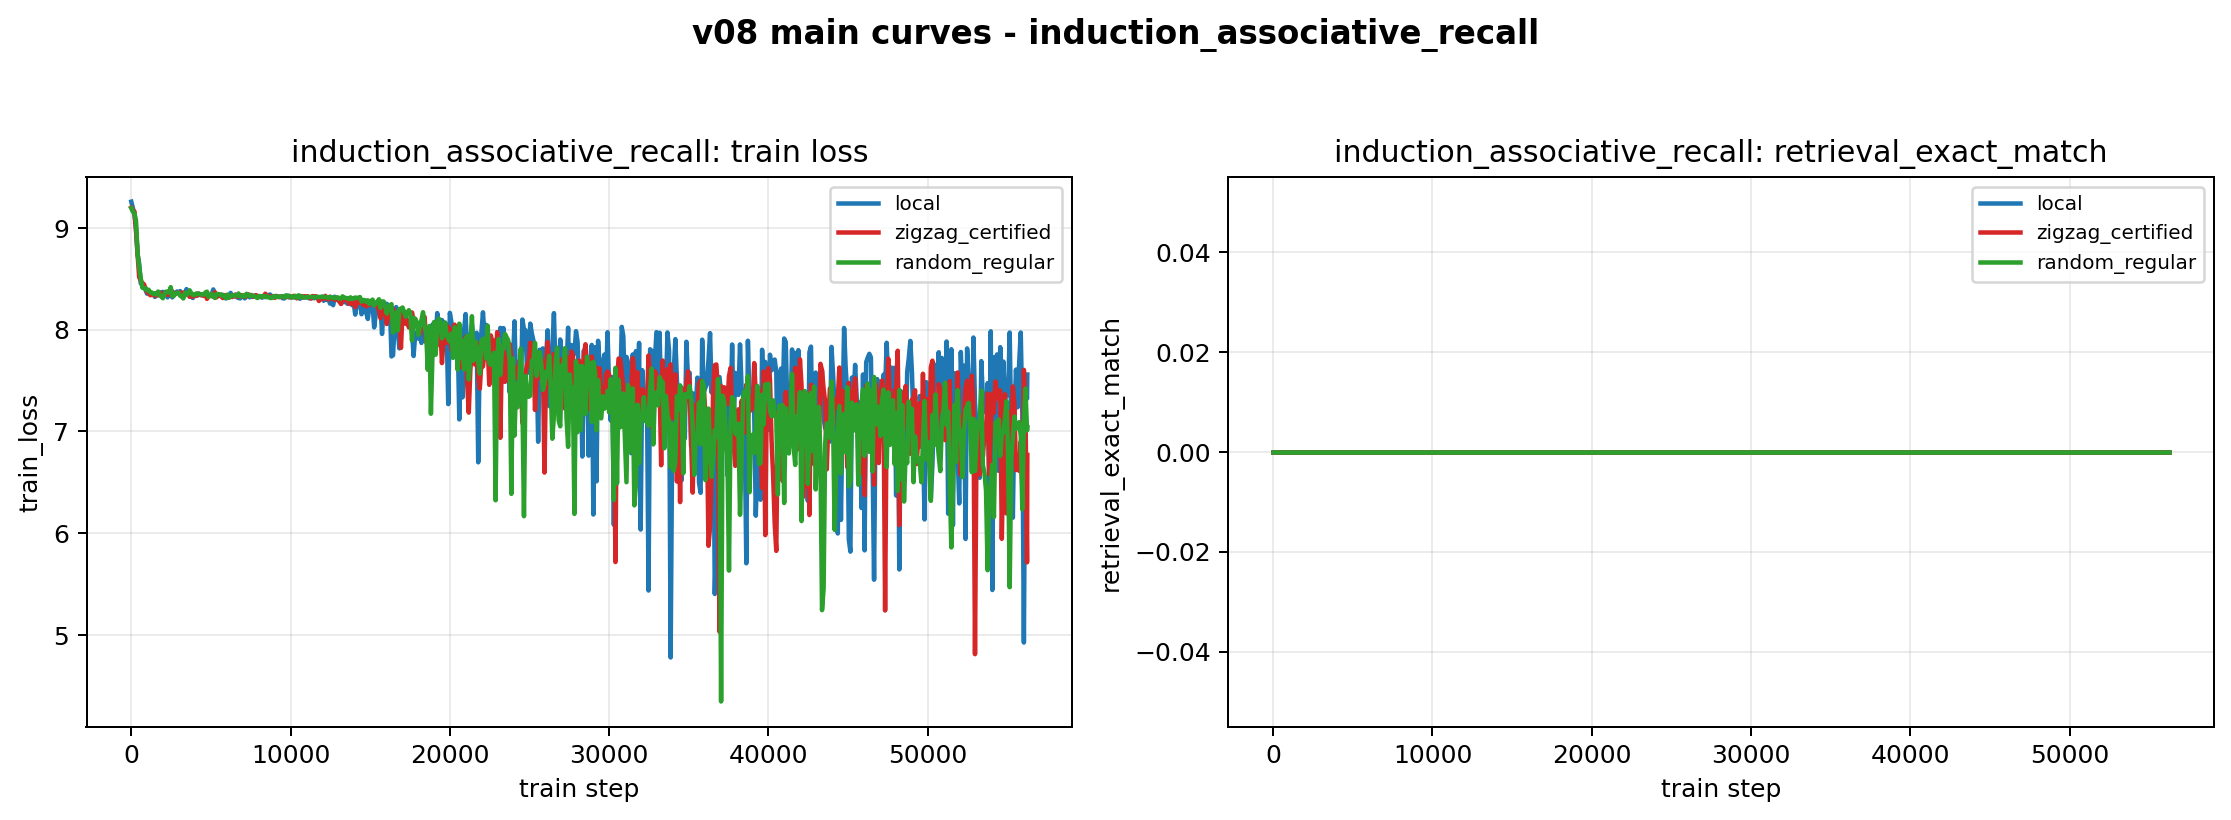 v08 main curves - induction_associative_recall
induction_associative_recall: train loss
train_loss
9
8
7
6
5
local
zigzag_certified
random_regular
0
10000
20000
30000
40000
50000
train step
induction_associative_recall: retrieval_exact_match
retrieval_exact_match
0.04
0.02
0.00
−0.02
−0.04
local
zigzag_certified
random_regular
0
10000
20000
30000
40000
50000
train step